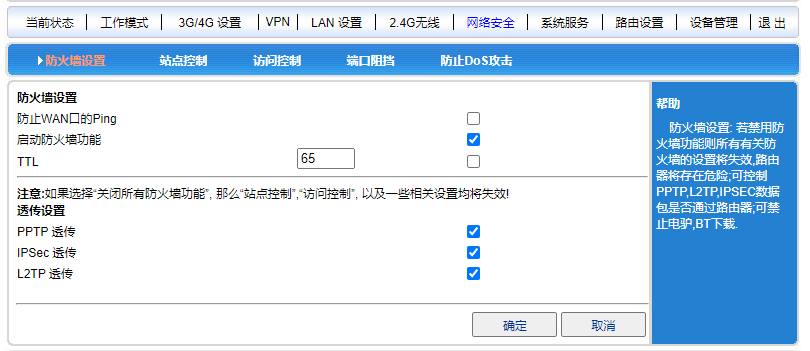 当前状态 工作模式 3G/4G 设置 VPN LAN 设置 2.4G无线 网络安全 系统服务 路由设置 设备管理 退 出
防火墙设置 站点控制 访问控制 端口阻挡 防止DoS攻击
防火墙设置
防止WAN口的Ping
启动防火墙功能
TTL 65
注意:如果选择“关闭所有防火墙功能”, 那么“站点控制”,“访问控制”, 以及一些相关设置均将失效!
透传设置
PPTP 透传
IPSec 透传
L2TP 透传
确定 取消
帮助
防火墙设置: 若禁用防
火墙功能则所有有关防
火墙的设置将失效,路由
器将存在危险;可控制
PPTP,L2TP,IPSEC数据
包是否通过路由器;可禁
止电驴,BT下载.